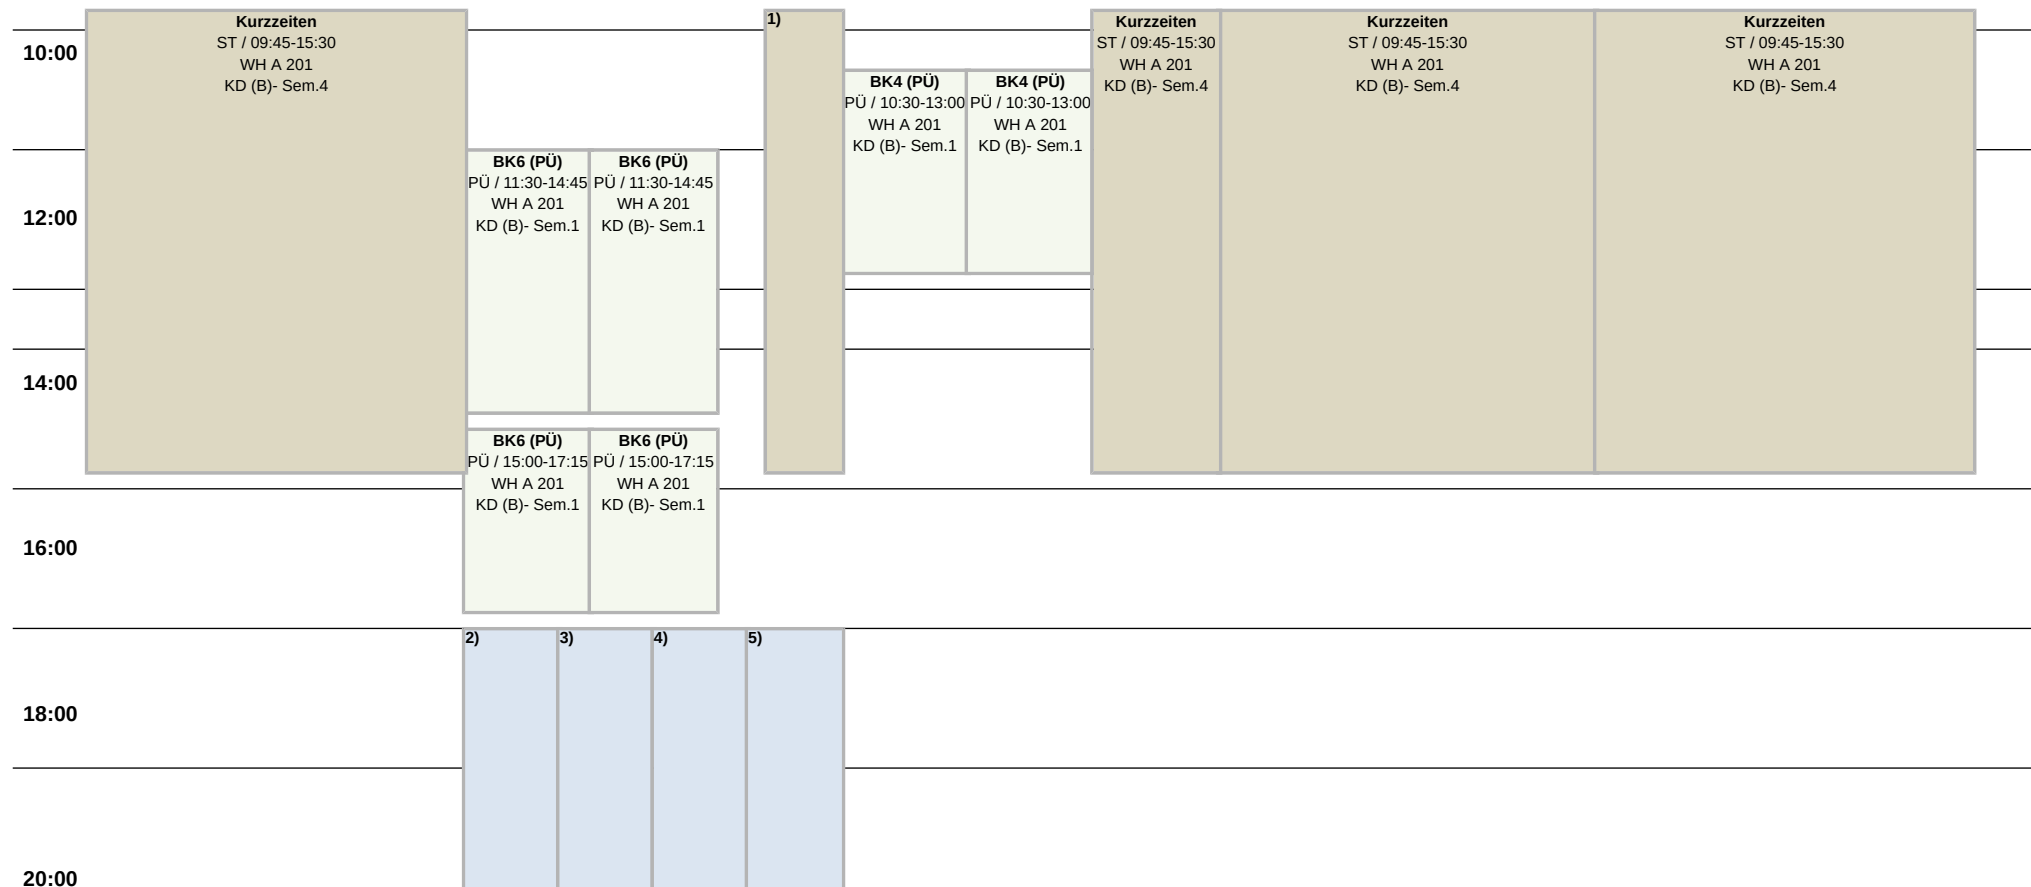 10:00
12:00
14:00
16:00
18:00
20:00
Kurzzeiten
ST / 09:45-15:30
WH A 201
KD (B)- Sem.4
BK6 (PÜ)
PÜ / 11:30-14:45
WH A 201
KD (B)- Sem.1
BK6 (PÜ)
PÜ / 11:30-14:45
WH A 201
KD (B)- Sem.1
BK6 (PÜ)
PÜ / 15:00-17:15
WH A 201
KD (B)- Sem.1
BK6 (PÜ)
PÜ / 15:00-17:15
WH A 201
KD (B)- Sem.1
2)
3)
4)
5)
1)
BK4 (PÜ)
PÜ / 10:30-13:00
WH A 201
KD (B)- Sem.1
BK4 (PÜ)
PÜ / 10:30-13:00
WH A 201
KD (B)- Sem.1
Kurzzeiten
ST / 09:45-15:30
WH A 201
KD (B)- Sem.4
Kurzzeiten
ST / 09:45-15:30
WH A 201
KD (B)- Sem.4
Kurzzeiten
ST / 09:45-15:30
WH A 201
KD (B)- Sem.4